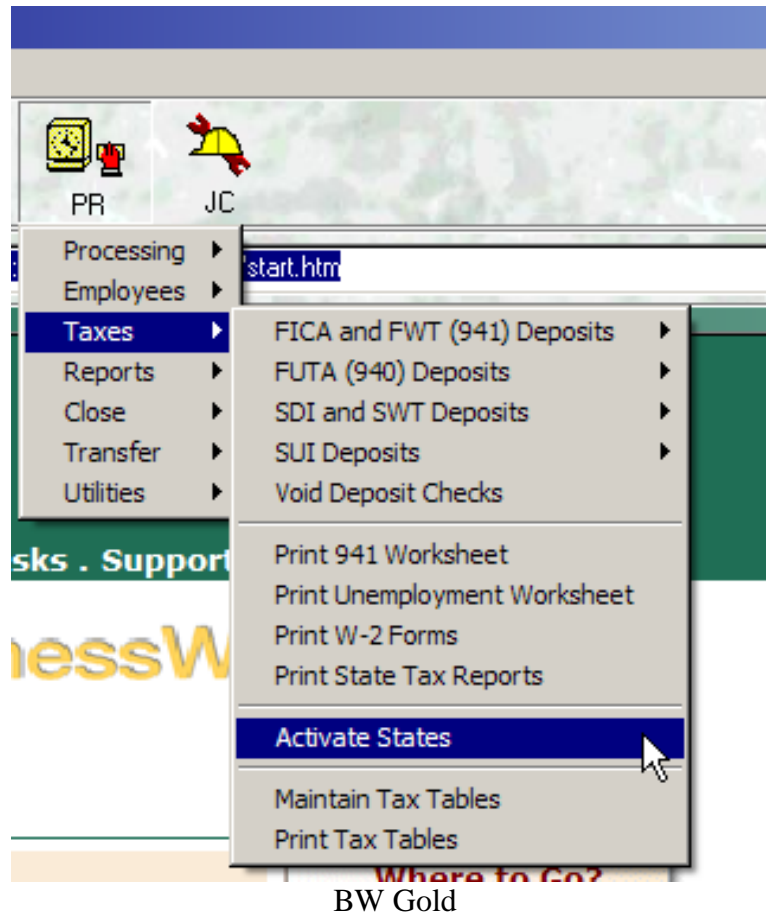 PR JC
Processing
start.htm
Employees
Taxes
Reports
Close
Transfer
Utilities
FICA and FWT (941) Deposits
FUTA (940) Deposits
SDI and SWT Deposits
SUI Deposits
Void Deposit Checks
Print 941 Worksheet
Print Unemployment Worksheet
Print W-2 Forms
Print State Tax Reports
Activate States
Maintain Tax Tables
Print Tax Tables
sks . Support
nessW
Where to Go?
BW Gold